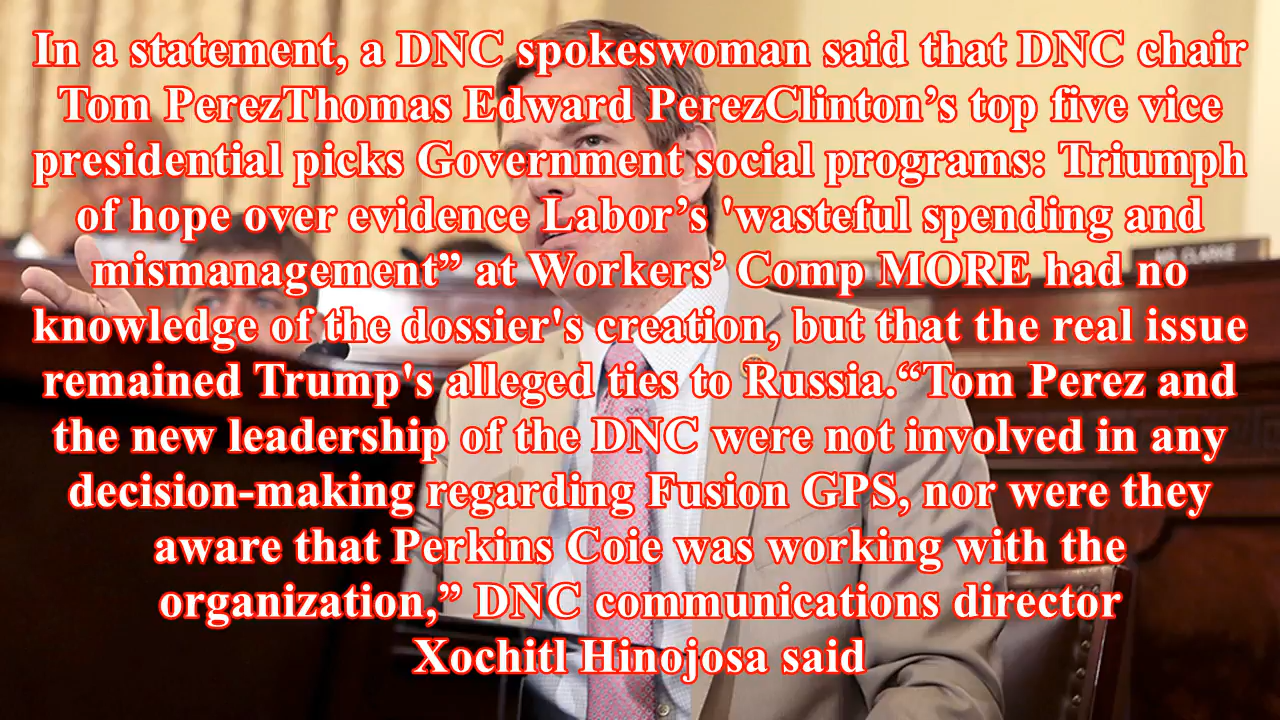 In a statement, a DNC spokeswoman said that DNC chair
Tom PerezThomas Edward PerezClinton’s top five vice
presidential picks Government social programs: Triumph
of hope over evidence Labor’s 'wasteful spending and
mismanagement” at Workers’ Comp MORE had no
knowledge of the dossier's creation, but that the real issue
remained Trump's alleged ties to Russia.“Tom Perez and
the new leadership of the DNC were not involved in any
decision-making regarding Fusion GPS, nor were they
aware that Perkins Coie was working with the
organization,” DNC communications director
Xochitl Hinojosa said
CLARKE